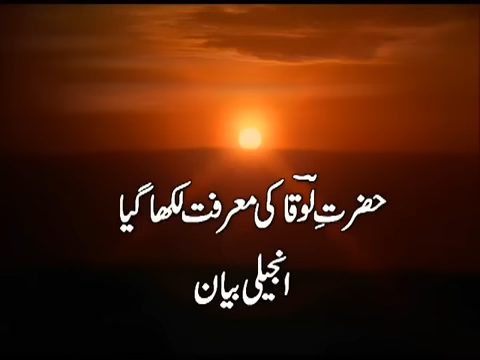 حضرتِ لوقاؔ کی معرفت لکھا گیا
انجیلی بیان